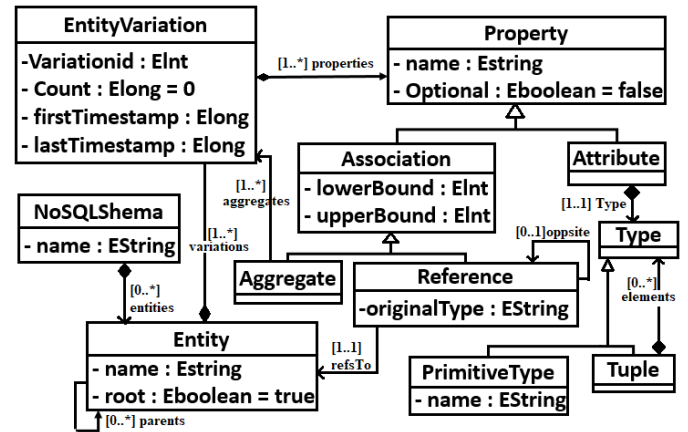 EntityVariation
-Variationid : Elnt
- Count : Elong = 0
- firstTimestamp : Elong
- lastTimestamp : Elong
[1..*] properties
Property
- name : Estring
- Optional : Eboolean = false
Association
- lowerBound : Elnt
- upperBound : Elnt
Attribute
[1..1] Type
Type
[1..*]
aggregates
[1..*]
variations
NoSQLShema
- name : EString
[0..*]
entities
Aggregate
[0..1]oppsite
Reference
-originalType : EString
[0..*]
elements
Entity
- name : Estring
- root : Eboolean = true
[0..*] parents
[1..1]
refsTo
PrimitiveType
- name : EString
Tuple